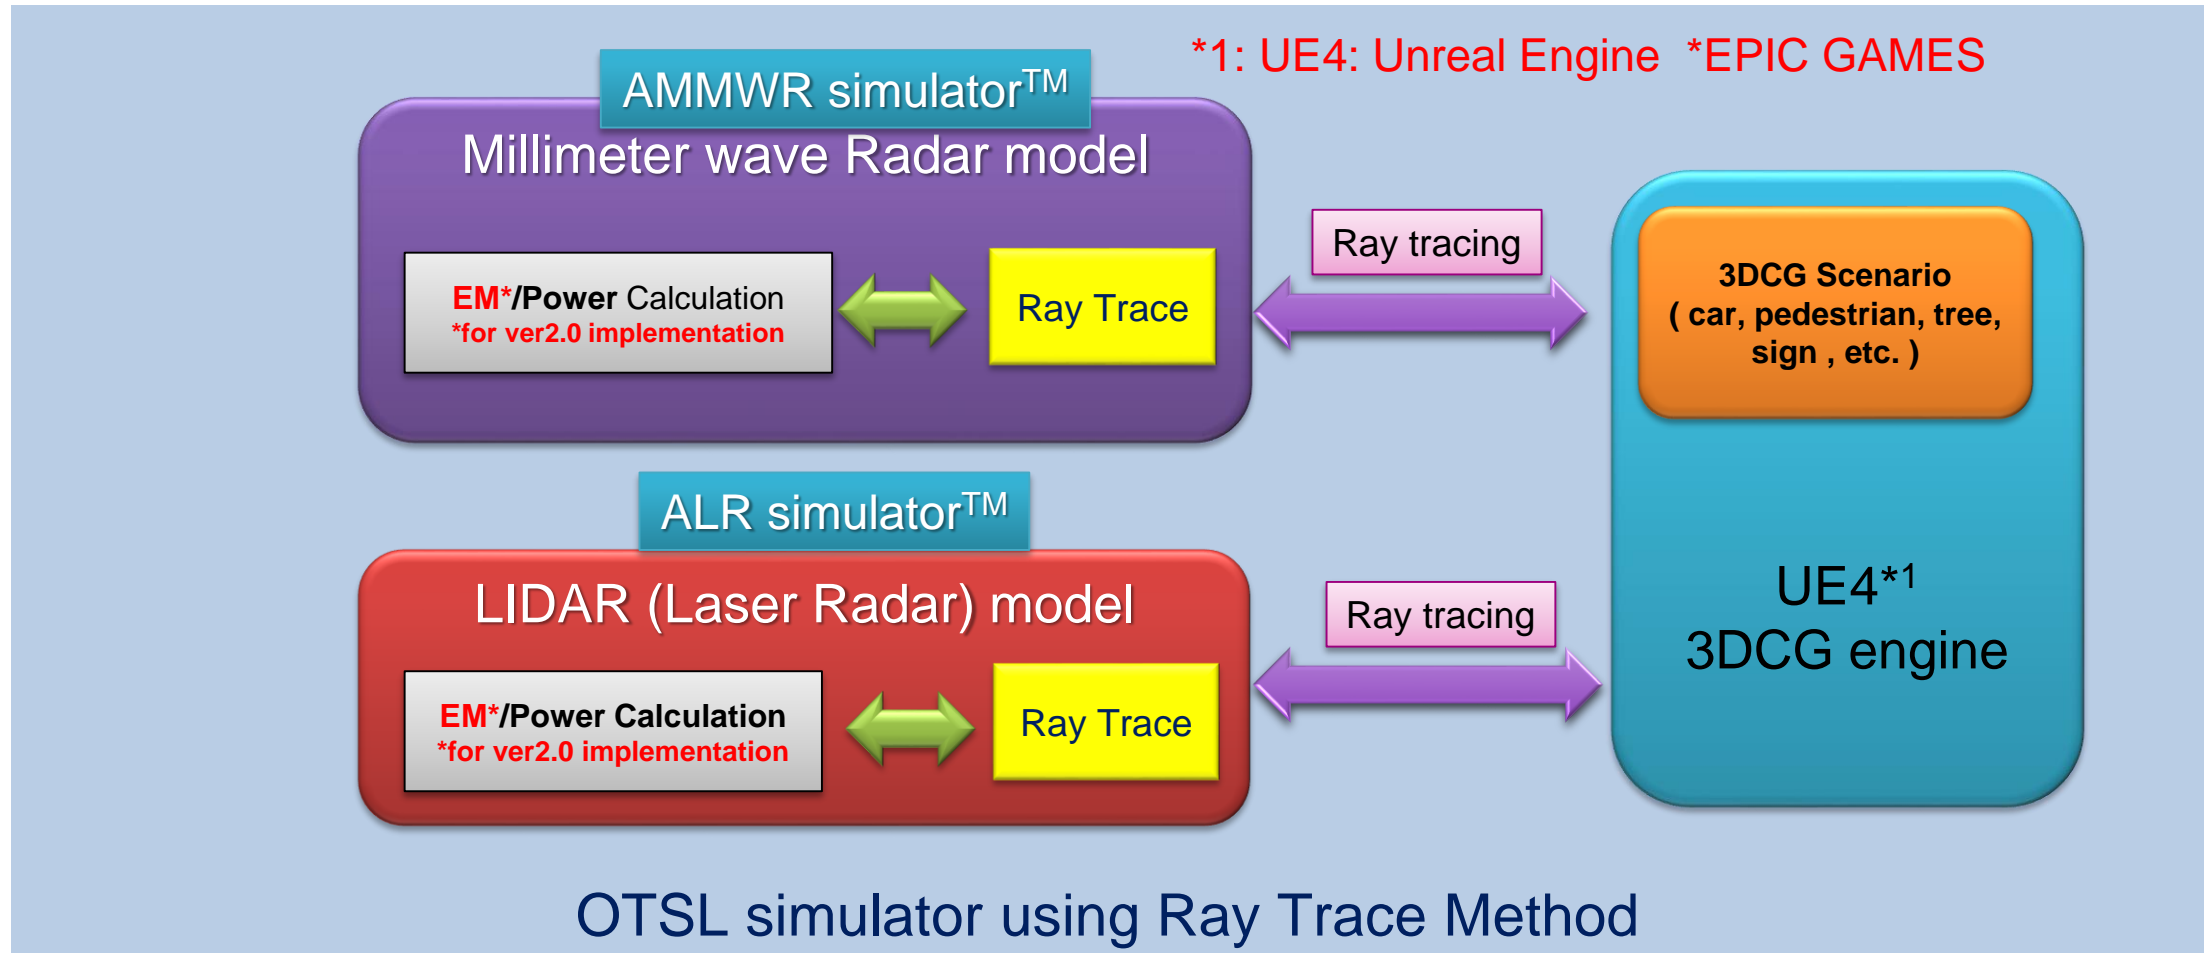 *1: UE4: Unreal Engine *EPIC GAMES
AMMWR simulatorTM
Millimeter wave Radar model
EM*/Power Calculation
*for ver2.0 implementation
Ray Trace
Ray tracing
3DCG Scenario
( car, pedestrian, tree,
sign , etc. )
ALR simulatorTM
LIDAR (Laser Radar) model
EM*/Power Calculation
*for ver2.0 implementation
Ray Trace
Ray tracing
UE4*1
3DCG engine
OTSL simulator using Ray Trace Method